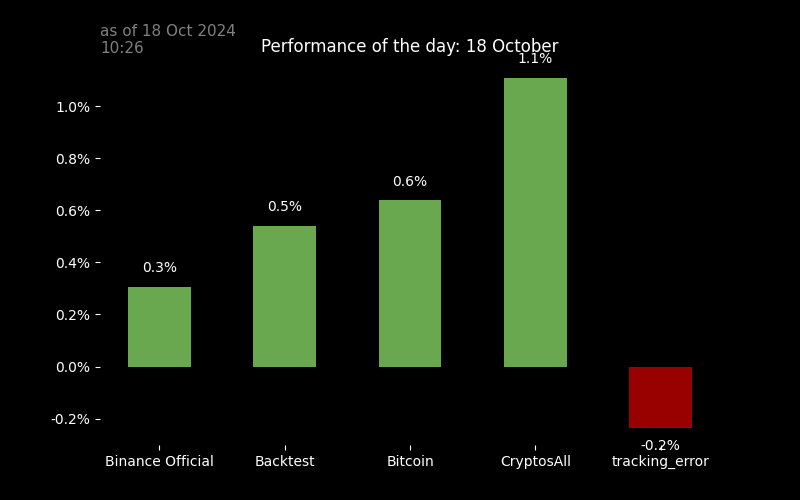 as of 18 Oct 2024
10:26
Performance of the day: 18 October
1.1%
1.0%
0.8%
0.6%
0.6%
0.5%
0.4%
0.3%
0.2%
0.0%
-0.2%
-0.2%
Binance Official
Backtest
Bitcoin
CryptosAll
tracking_error